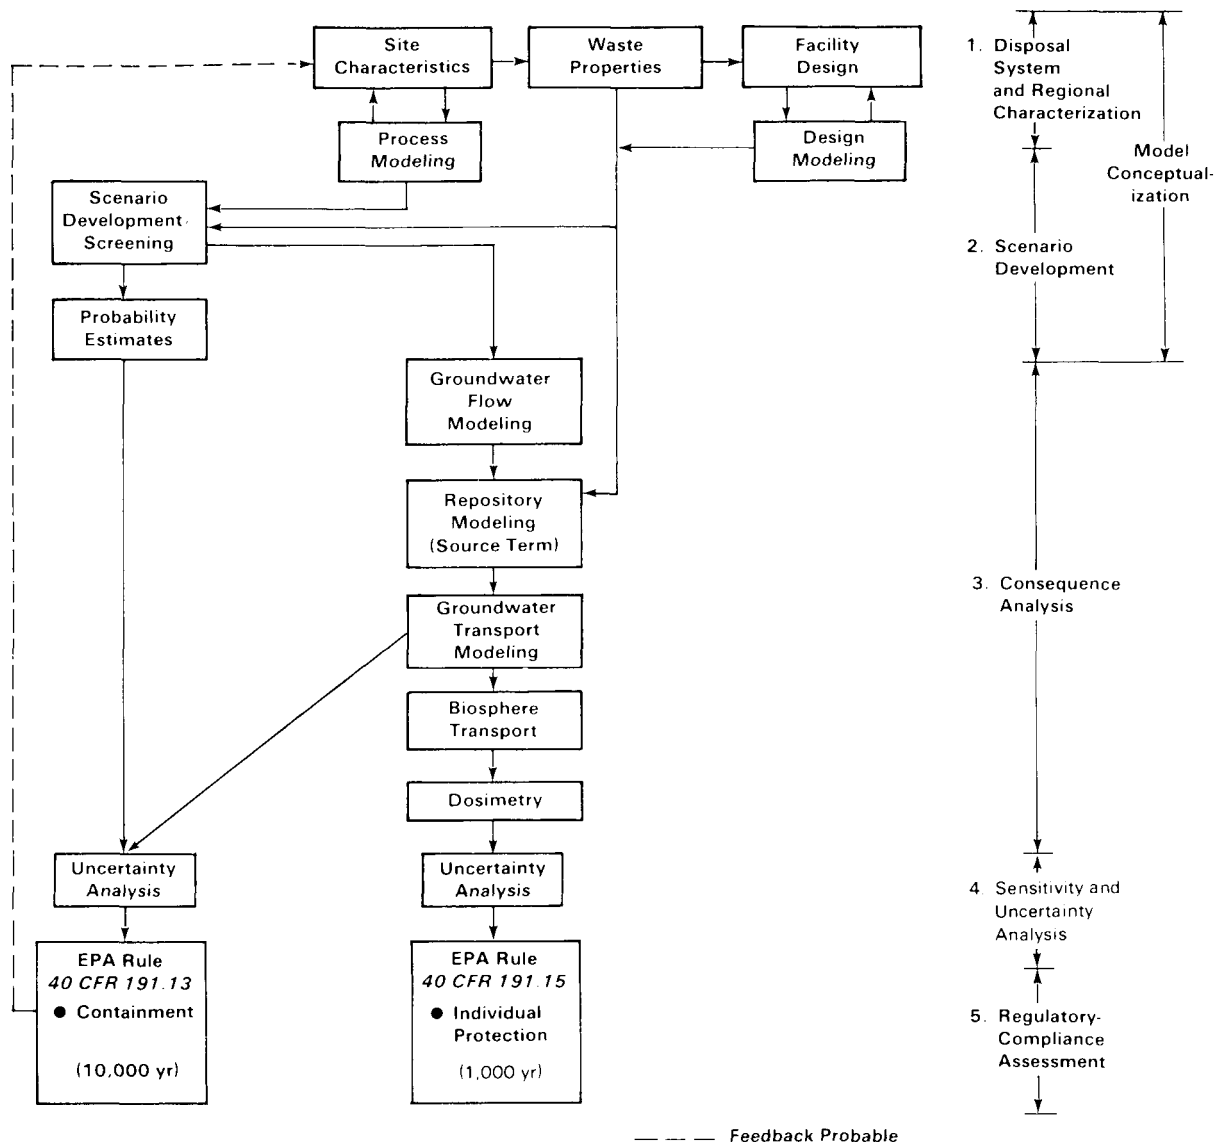 Site
Characteristics
Waste
Properties
Facility
Design
Process
Modeling
Design
Modeling
Scenario
Development
Screening
Probability
Estimates
Groundwater
Flow
Modeling
Repository
Modeling
(Source Term)
Groundwater
Transport
Modeling
Biosphere
Transport
Dosimetry
Uncertainty
Analysis
Uncertainty
Analysis
EPA Rule
40 CFR 191.13
● Containment
(10,000 yr)
EPA Rule
40 CFR 191.15
● Individual
Protection
(1,000 yr)
1. Disposal
System
and Regional
Characterization
Model
Conceptual-
ization
2. Scenario
Development
3. Consequence
Analysis
4. Sensitivity and
Uncertainty
Analysis
5. Regulatory-
Compliance
Assessment
Feedback Probable